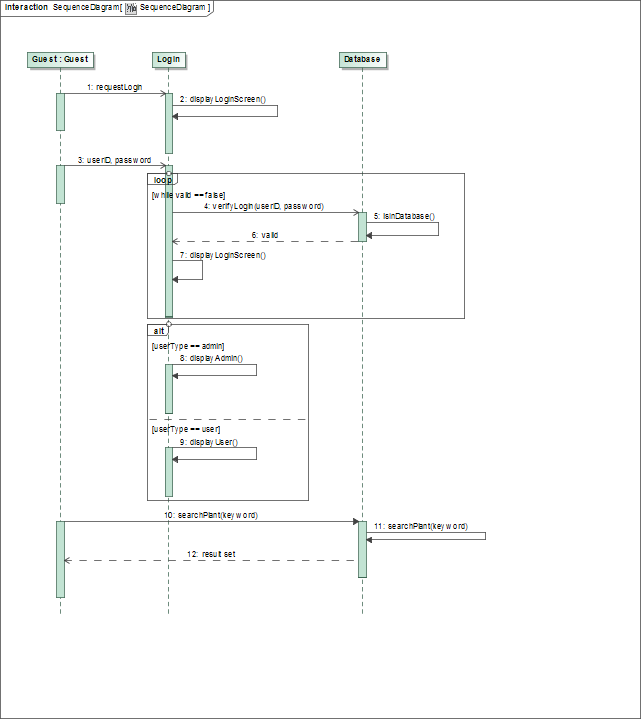 Interaction SequenceDiagram[ SequenceDiagram ]
Guest : Guest
Login
Database
1: requestLogin
2: displayLoginScreen()
3: userID, password
loop
[while valid ==false]
4: verifyLogin(userID, password)
5: isInDatabase()
6: valid
7: displayLoginScreen()
alt
[userType == admin]
8: displayAdmin()
[userType == user]
9: displayUser()
10: searchPlant(keyword)
11: searchPlant(keyword)
12: result set